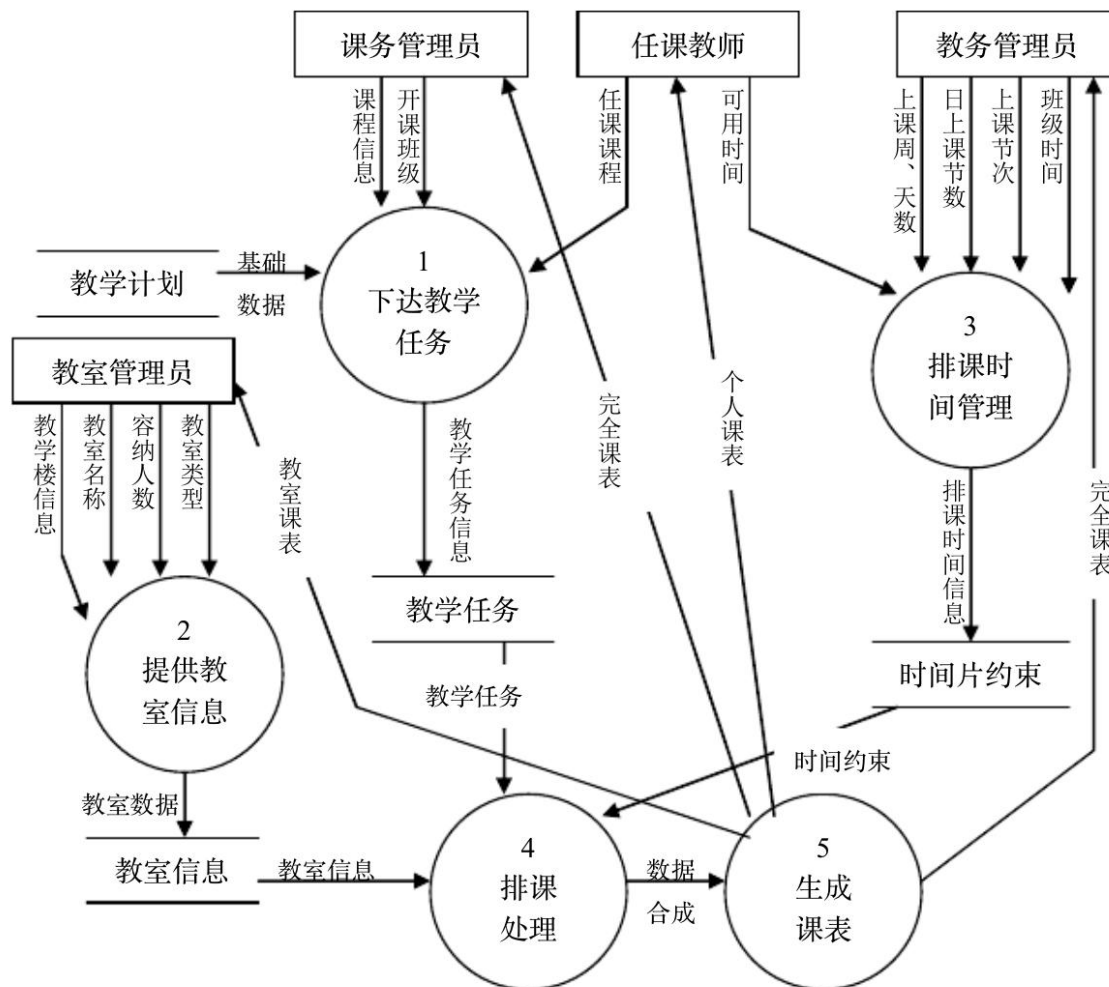 课务管理员
任课教师
教务管理员
课程信息
开课班级
任课课程
可用时间
上课周、天数
日上课节数
上课节次
班级时间
教学计划
基础
数据
1
下达教学
任务
3
排课时
间管理
教室管理员
教学楼信息
教室名称
容纳人数
教室类型
教室课表
教学任务信息
完全课表
个人课表
排课时间信息
完全课表
2
提供教
室信息
教学任务
时间片约束
教学任务
时间约束
教室数据
教室信息
教室信息
4
排课
处理
数据
合成
5
生成
课表